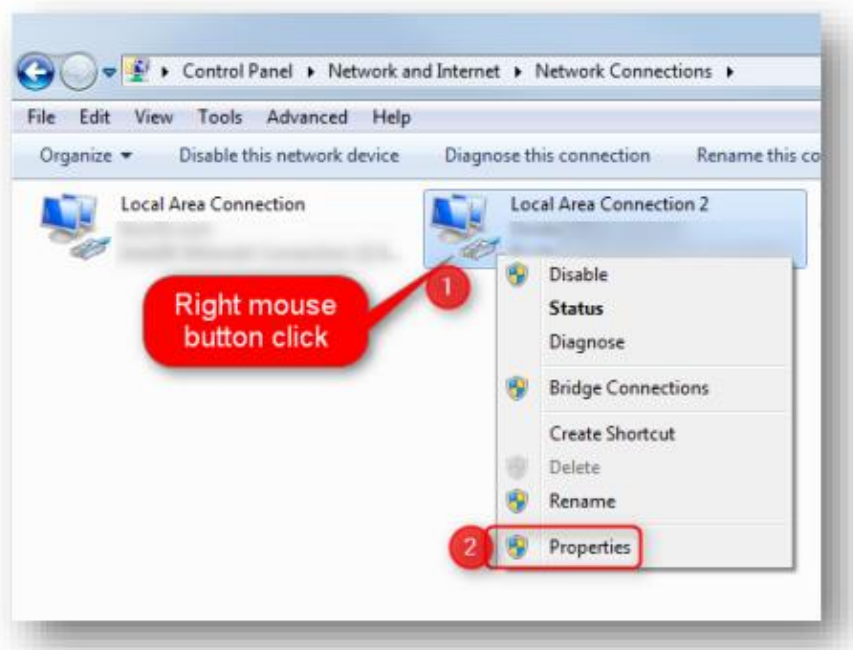 Control Panel Network and Internet Network Connections
File Edit View Tools Advanced Help
Organize Disable this network device Diagnose this connection Rename this co
Local Area Connection
Local Area Connection 2
Right mouse
button click
1
Disable
Status
Diagnose
Bridge Connections
Create Shortcut
Delete
Rename
2
Properties